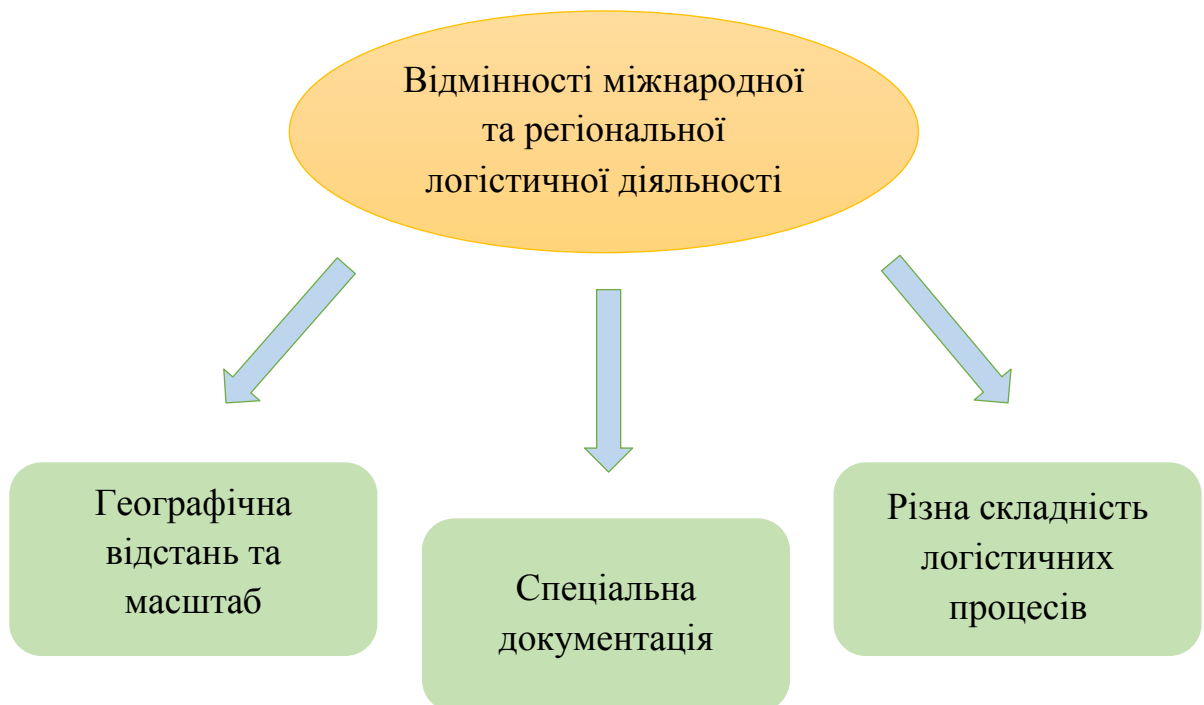 Відмінності міжнародної
та регіональної
логістичної діяльності
Географічна
відстань та
масштаб
Спеціальна
документація
Різна складність
логістичних
процесів